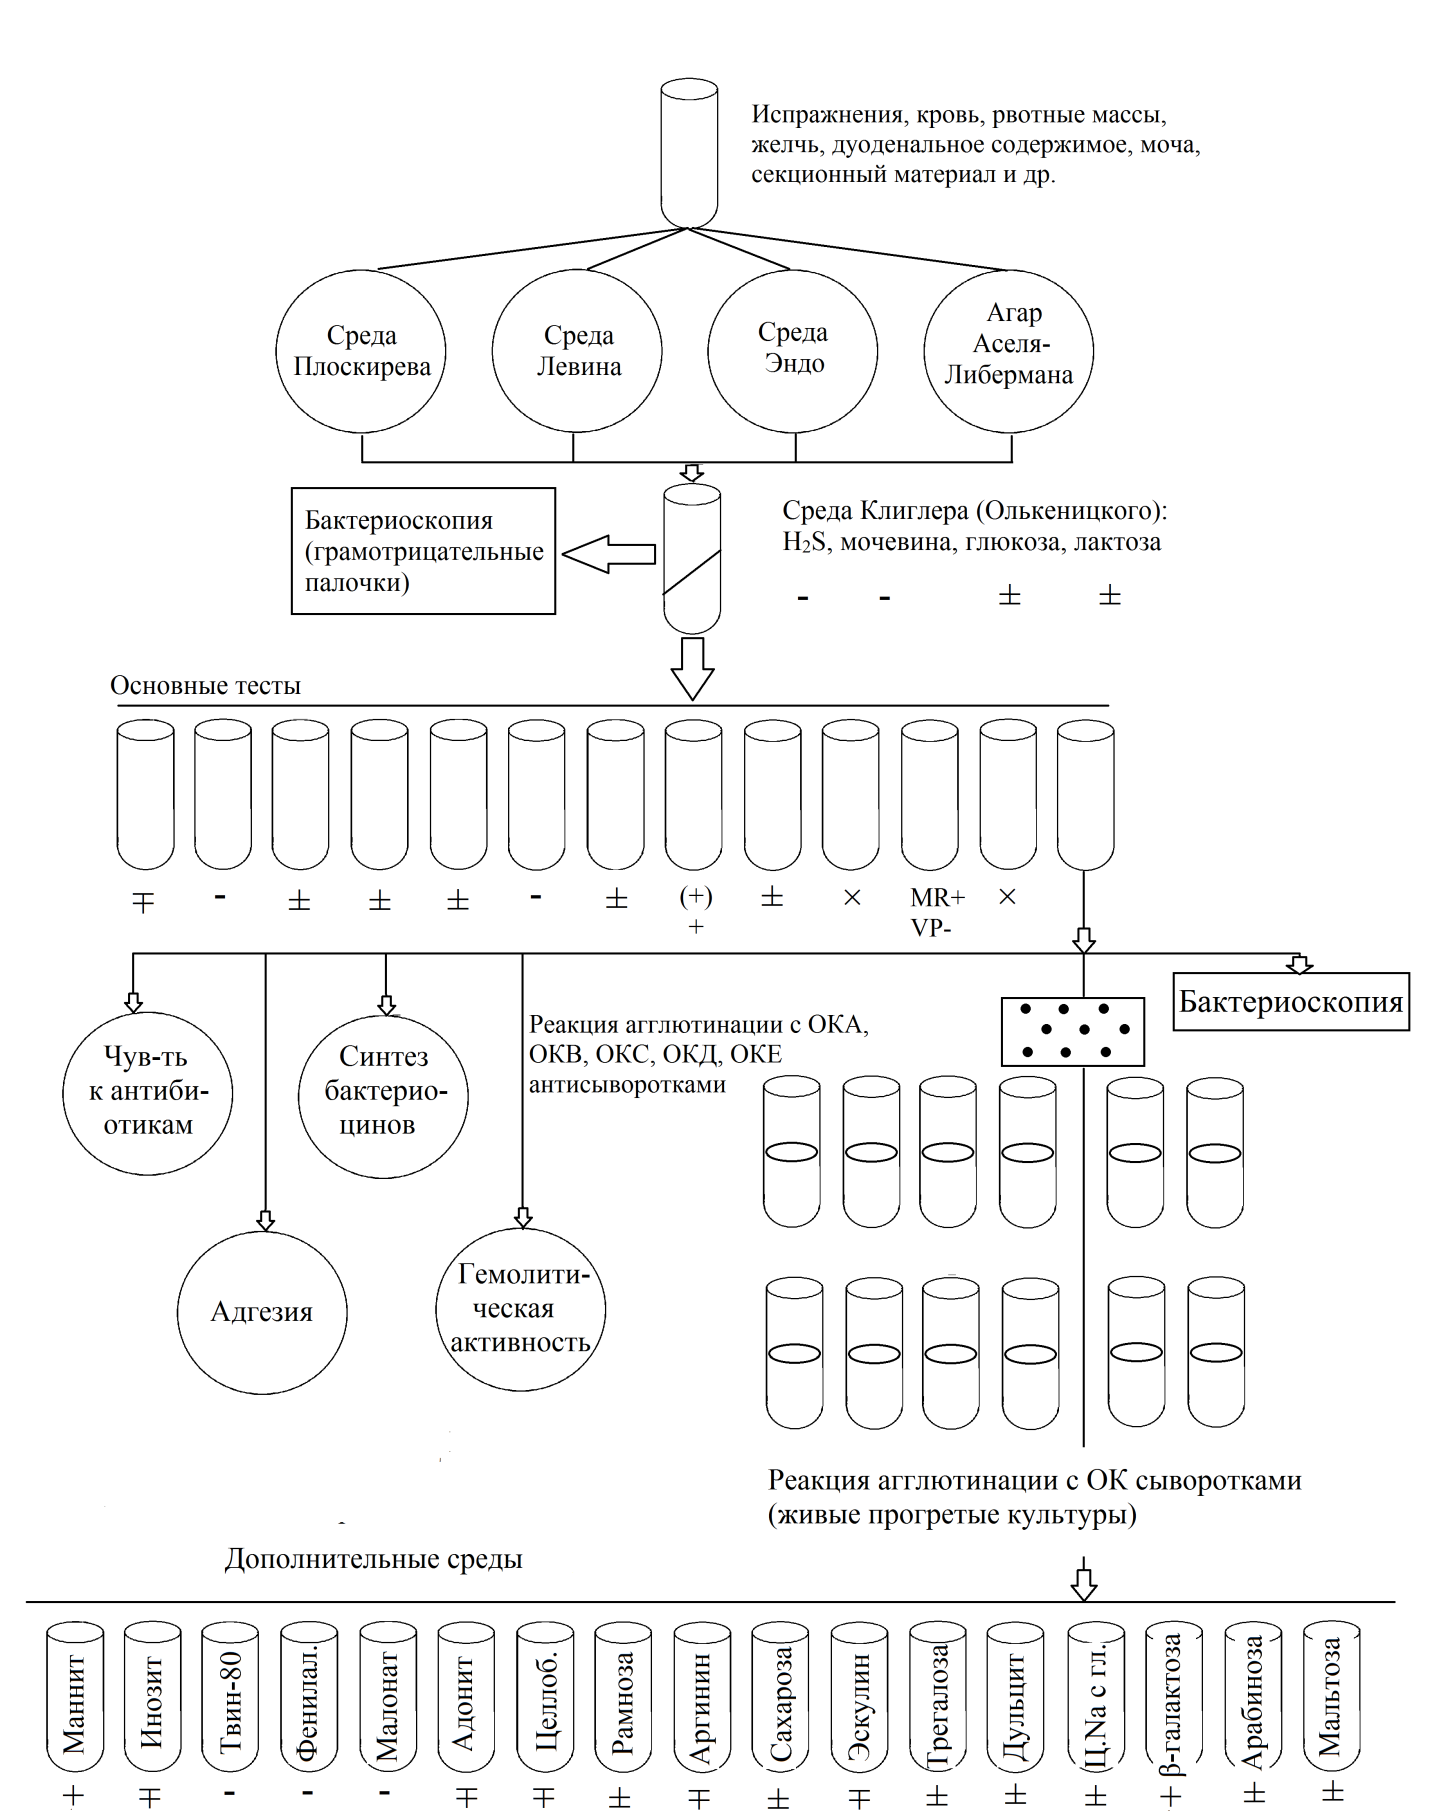 Испражнения, кровь, рвотные массы,
желчь, дуоденальное содержимое, моча,
секционный материал и др.
Среда
Плоскирева
Среда
Левина
Среда
Эндо
Агар
Аселя-
Либермана
Бактериоскопия
(грамотрицательные
палочки)
Среда Клиглера (Олькеницкого):
H₂S, мочевина, глюкоза, лактоза
- - ± ±
Основные тесты
∓ - ± ± ± - ± (+) ± × MR+ ×
+ VP-
Бактериоскопия
Чув-ть
к антиби-
отикам
Синтез
бактерио-
цинов
Реакция агглютинации с ОКА,
ОКВ, ОКС, ОКД, ОКЕ
антисыворотками
Адгезия
Гемолити-
ческая
активность
Реакция агглютинации с ОК сыворотками
(живые прогретые культуры)
Дополнительные среды
Маннит
Инозит
Твин-80
Фенилал.
Малонат
Адонит
Целлоб.
Рамноза
Аргинин
Сахароза
Эскулин
Трегалоза
Дульцит
Ц.Na с гл.
β-галактоза
Арабиноза
Мальтоза